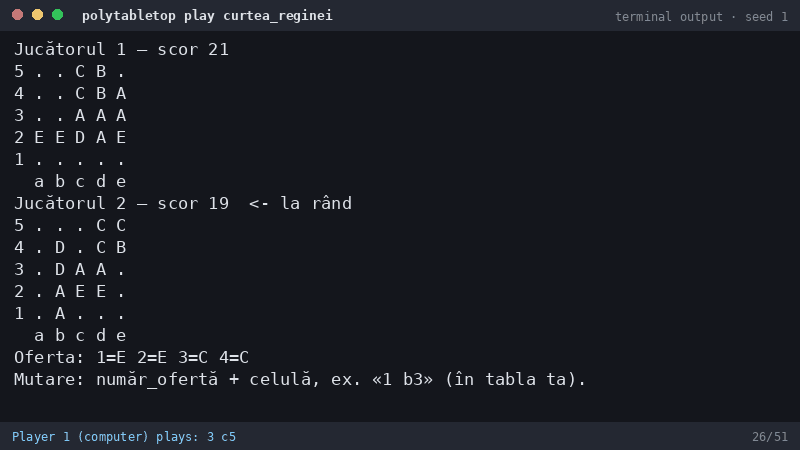 polytabletop play curtea_reginei
terminal output · seed 1
Jucătorul 1 — scor 21
5 . . C B .
4 . . C B A
3 . . A A A
2 E E D A E
1 . . . . .
a b c d e
Jucătorul 2 — scor 19  <- la rând
5 . . . C C
4 . D . C B
3 . D A A .
2 . A E E .
1 . A . . .
a b c d e
Oferta: 1=E 2=E 3=C 4=C
Mutare: număr_ofertă + celulă, ex. «1 b3» (în tabla ta).
Player 1 (computer) plays: 3 c5
26/51